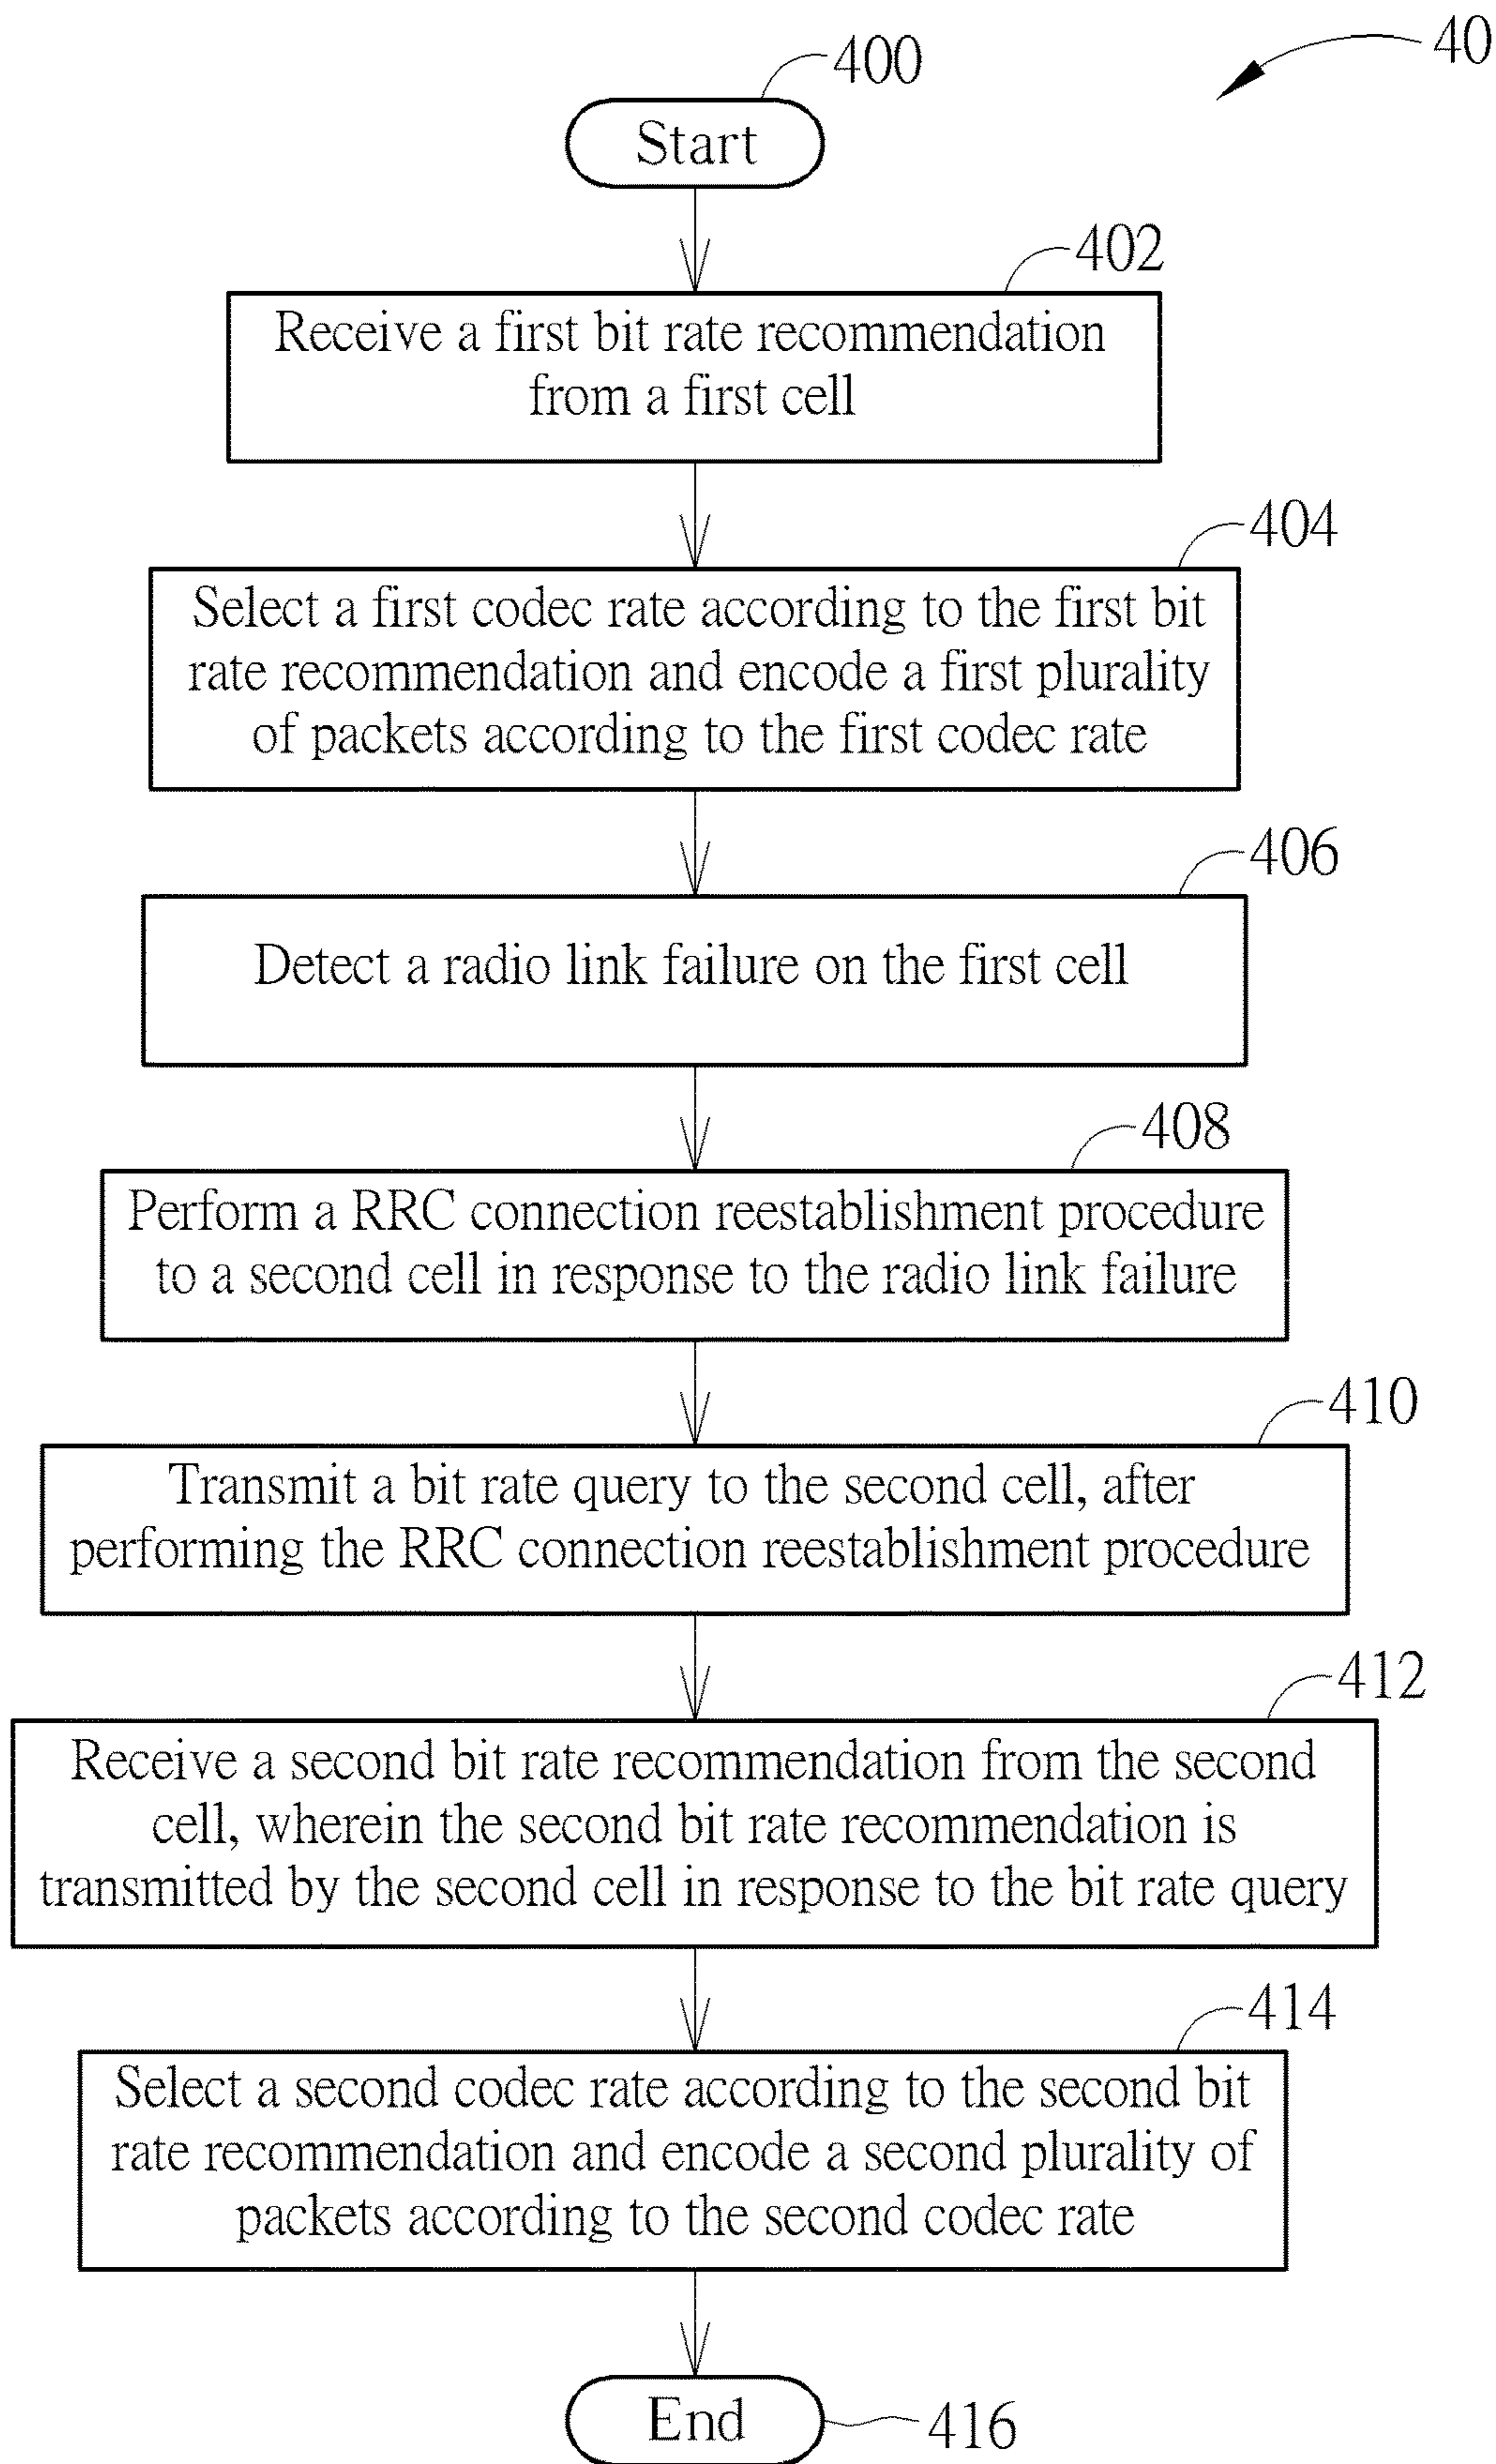 40
400
Start
402
Receive a first bit rate recommendation
from a first cell
404
Select a first codec rate according to the first bit
rate recommendation and encode a first plurality
of packets according to the first codec rate
406
Detect a radio link failure on the first cell
408
Perform a RRC connection reestablishment procedure
to a second cell in response to the radio link failure
410
Transmit a bit rate query to the second cell, after
performing the RRC connection reestablishment procedure
412
Receive a second bit rate recommendation from the second
cell, wherein the second bit rate recommendation is
transmitted by the second cell in response to the bit rate query
414
Select a second codec rate according to the second bit
rate recommendation and encode a second plurality of
packets according to the second codec rate
End
416